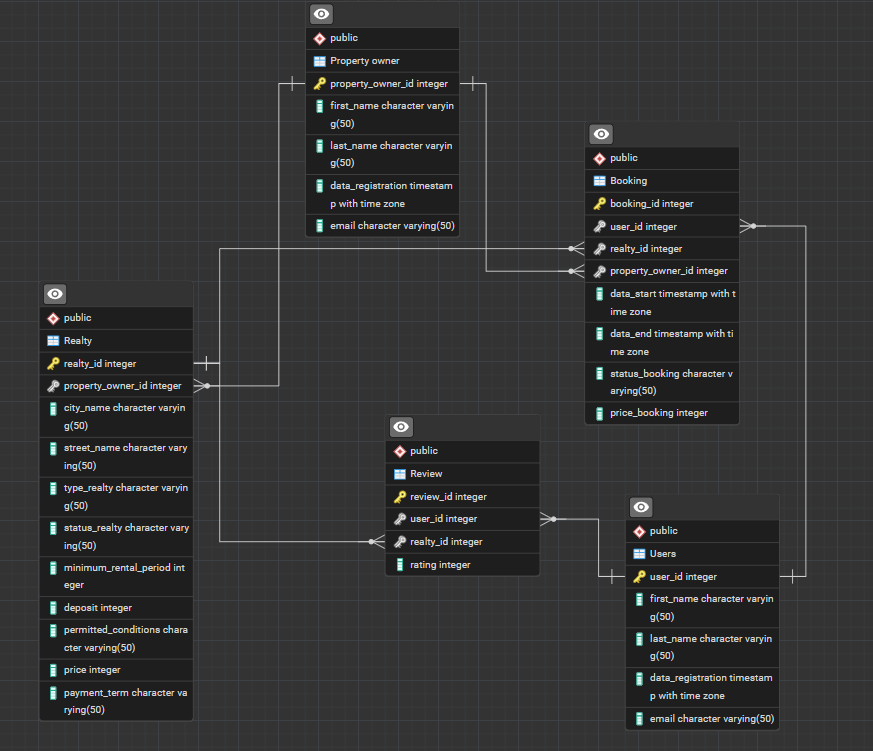 public
Property owner
property_owner_id integer
first_name character varyin
g(50)
last_name character varyin
g(50)
data_registration timestam
p with time zone
email character varying(50)
public
Booking
booking_id integer
user_id integer
realty_id integer
property_owner_id integer
data_start timestamp with t
ime zone
data_end timestamp with ti
me zone
status_booking character v
arying(50)
price_booking integer
public
Realty
realty_id integer
property_owner_id integer
city_name character varyin
g(50)
street_name character vary
ing(50)
type_realty character varyin
g(50)
status_realty character vary
ing(50)
minimum_rental_period int
eger
deposit integer
permitted_conditions chara
cter varying(50)
price integer
payment_term character va
rying(50)
public
Review
review_id integer
user_id integer
realty_id integer
rating integer
public
Users
user_id integer
first_name character varyin
g(50)
last_name character varyin
g(50)
data_registration timestam
p with time zone
email character varying(50)